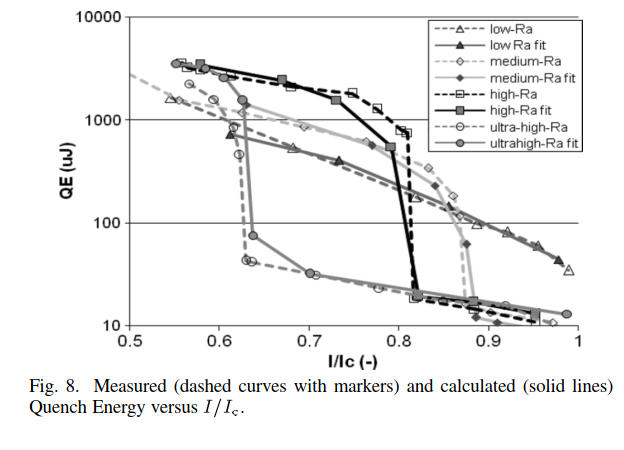 10000
1000
100
10
QE (uJ)
0.5
0.6
0.7
0.8
0.9
1
I/Ic (-)
low-Ra
low Ra fit
medium-Ra
medium-Ra fit
high-Ra
high-Ra fit
ultra-high-Ra
ultrahigh-Ra fit
Fig. 8. Measured (dashed curves with markers) and calculated (solid lines)
Quench Energy versus I/Ic.